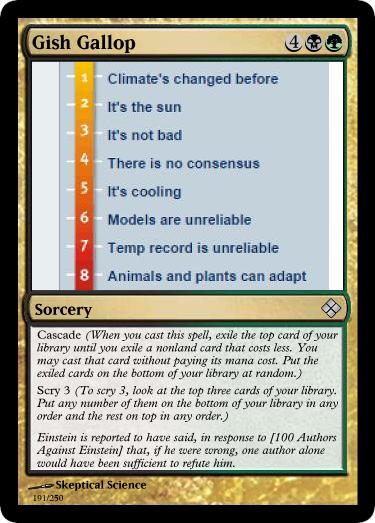 Gish Gallop 4
1 Climate's changed before
2 It's the sun
3 It's not bad
4 There is no consensus
5 It's cooling
6 Models are unreliable
7 Temp record is unreliable
8 Animals and plants can adapt
Sorcery
Cascade (When you cast this spell, exile the top card of your
library until you exile a nonland card that costs less. You
may cast that card without paying its mana cost. Put the
exiled cards on the bottom of your library at random.)
Scry 3 (To scry 3, look at the top three cards of your library.
Put any number of them on the bottom of your library in any
order and the rest on top in any order.)
Einstein is reported to have said, in response to [100 Authors
Against Einstein] that, if he were wrong, one author alone
would have been sufficient to refute him.
Skeptical Science
191/250